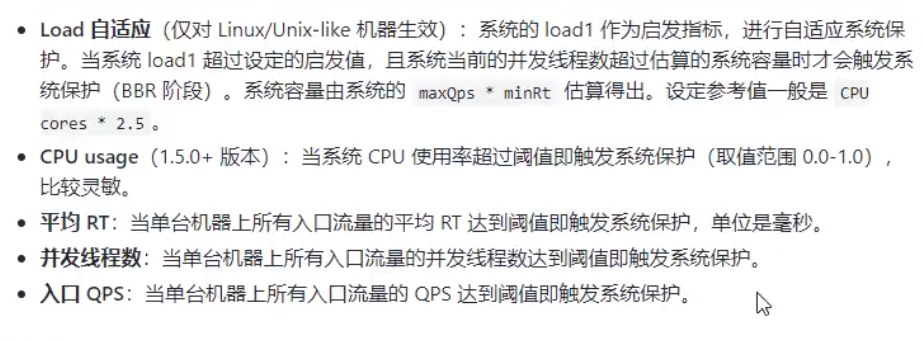 • Load 自适应（仅对 Linux/Unix-like 机器生效）：系统的 load1 作为启发指标，进行自适应系统保
护。当系统 load1 超过设定的启发值，且系统当前的并发线程数超过估算的系统容量时才会触发系
统保护（BBR 阶段）。系统容量由系统的 maxQps * minRt 估算得出。设定参考值一般是 CPU
cores * 2.5。
• CPU usage（1.5.0+ 版本）：当系统 CPU 使用率超过阈值即触发系统保护（取值范围 0.0-1.0），
比较灵敏。
• 平均 RT：当单台机器上所有入口流量的平均 RT 达到阈值即触发系统保护，单位是毫秒。
• 并发线程数：当单台机器上所有入口流量的并发线程数达到阈值即触发系统保护。
• 入口 QPS：当单台机器上所有入口流量的 QPS 达到阈值即触发系统保护。